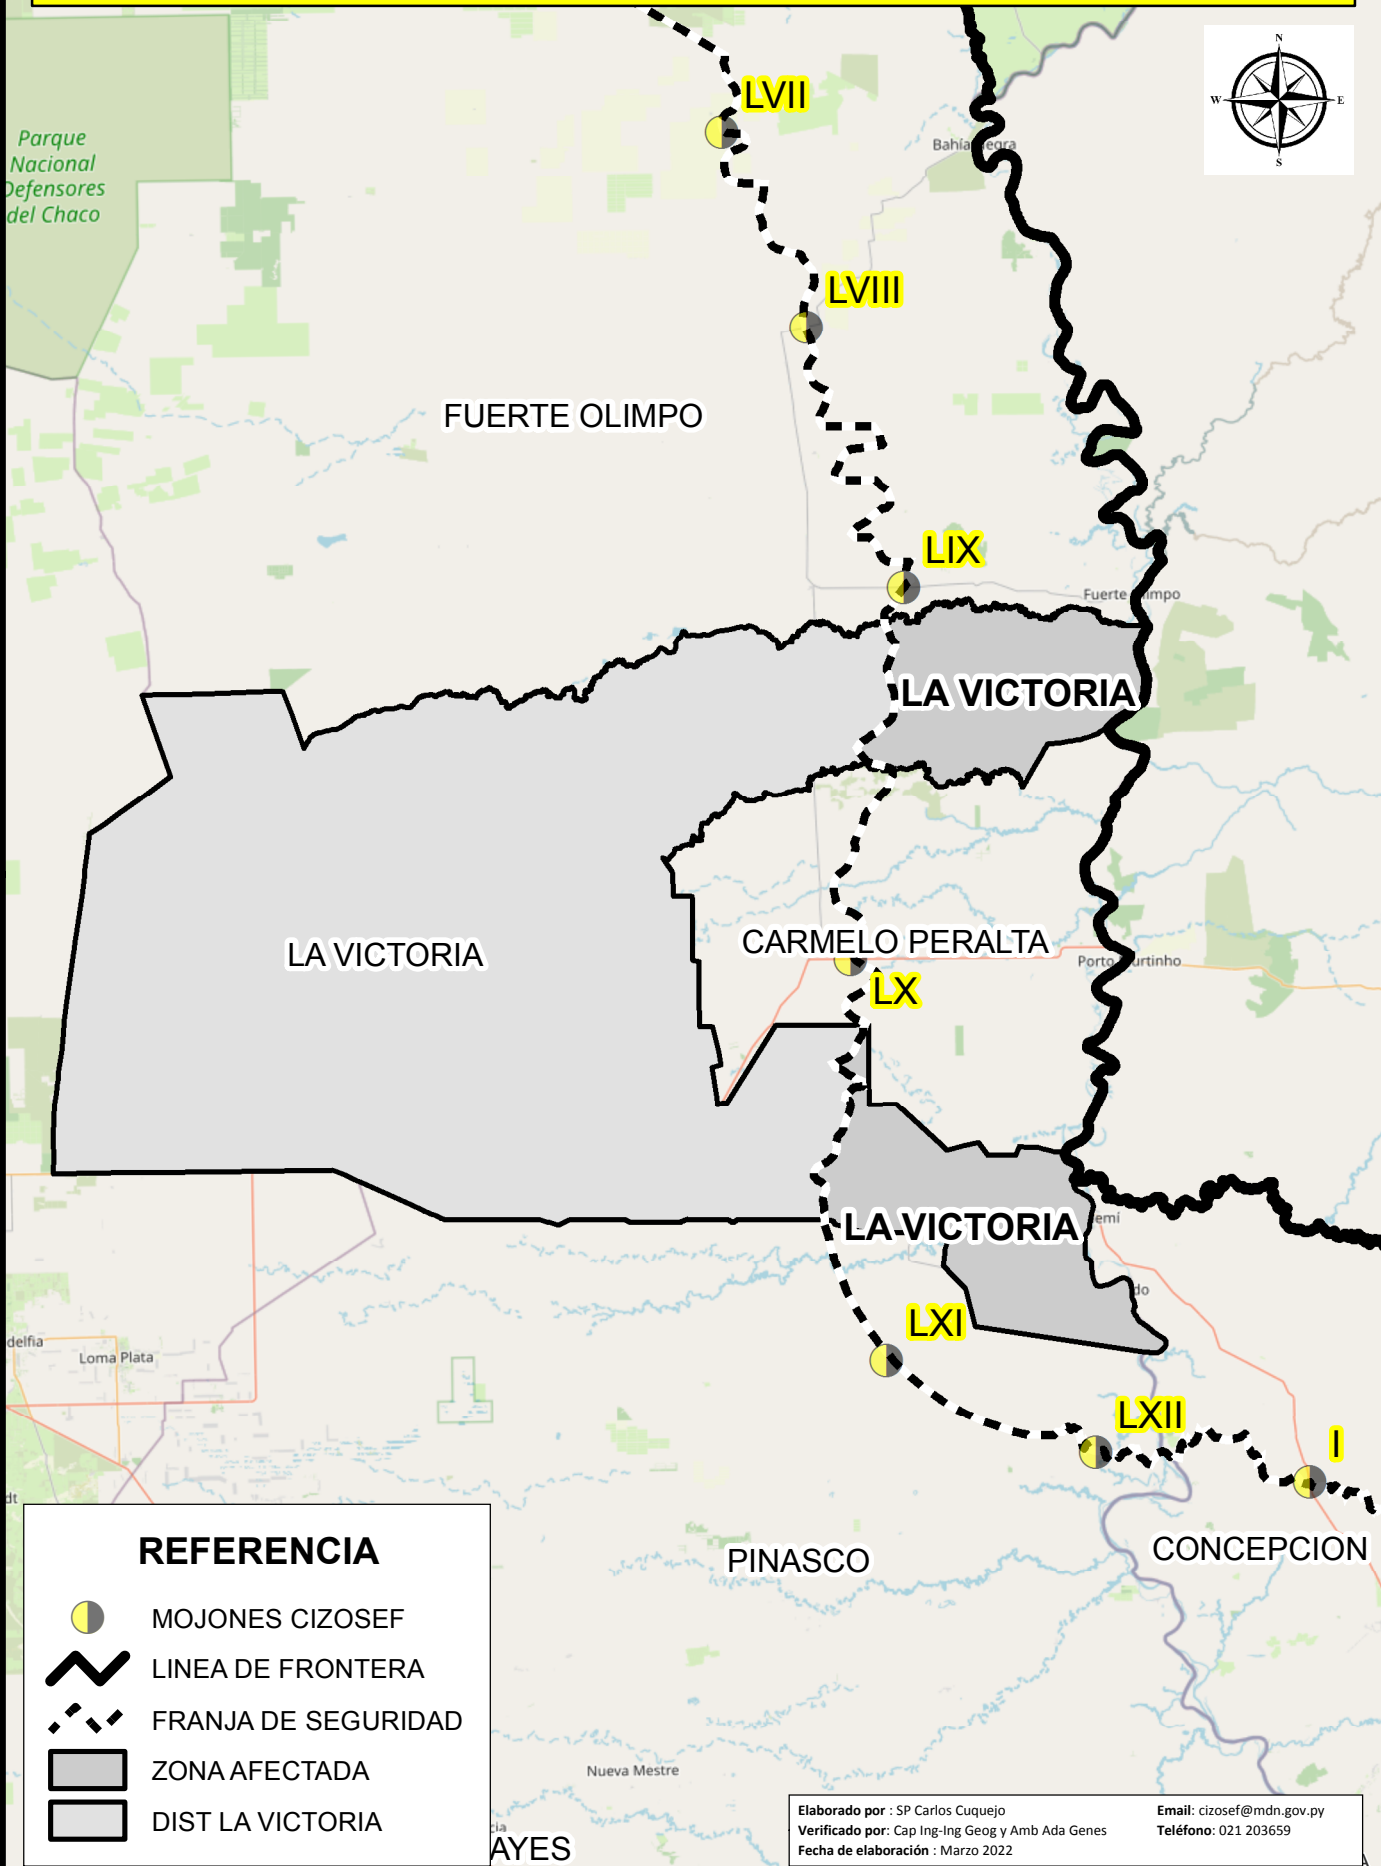 N
W E
S
LVII
Parque
Nacional
Defensores
del Chaco
LVIII
FUERTE OLIMPO
LIX
LA VICTORIA
LA VICTORIA
CARMELO PERALTA
LX
LA VICTORIA
LXI
Loma Plata
delfia
LXII
I
CONCEPCION
PINASCO
dt
REFERENCIA
MOJONES CIZOSEF
LINEA DE FRONTERA
FRANJA DE SEGURIDAD
ZONA AFECTADA
DIST LA VICTORIA
Nueva Mestre
AYES
Elaborado por : SP Carlos Cuquejo
Verificado por: Cap Ing-Ing Geog y Amb Ada Genes
Fecha de elaboración : Marzo 2022
Email: cizosef@mdn.gov.py
Teléfono: 021 203659